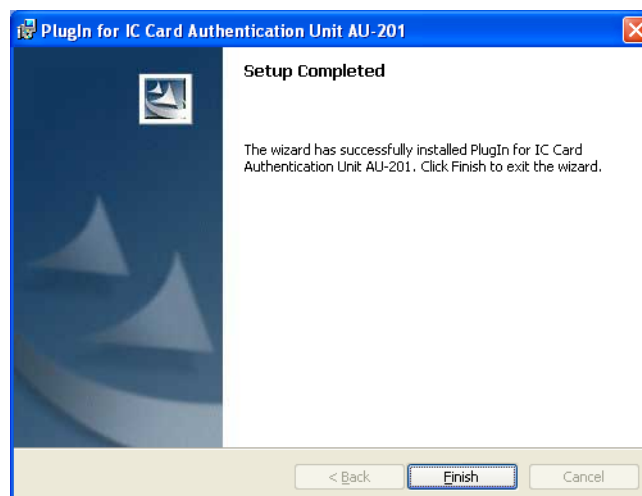 PlugIn for IC Card Authentication Unit AU-201
Setup Completed
The wizard has successfully installed PlugIn for IC Card
Authentication Unit AU-201. Click Finish to exit the wizard.
< Back
Finish
Cancel